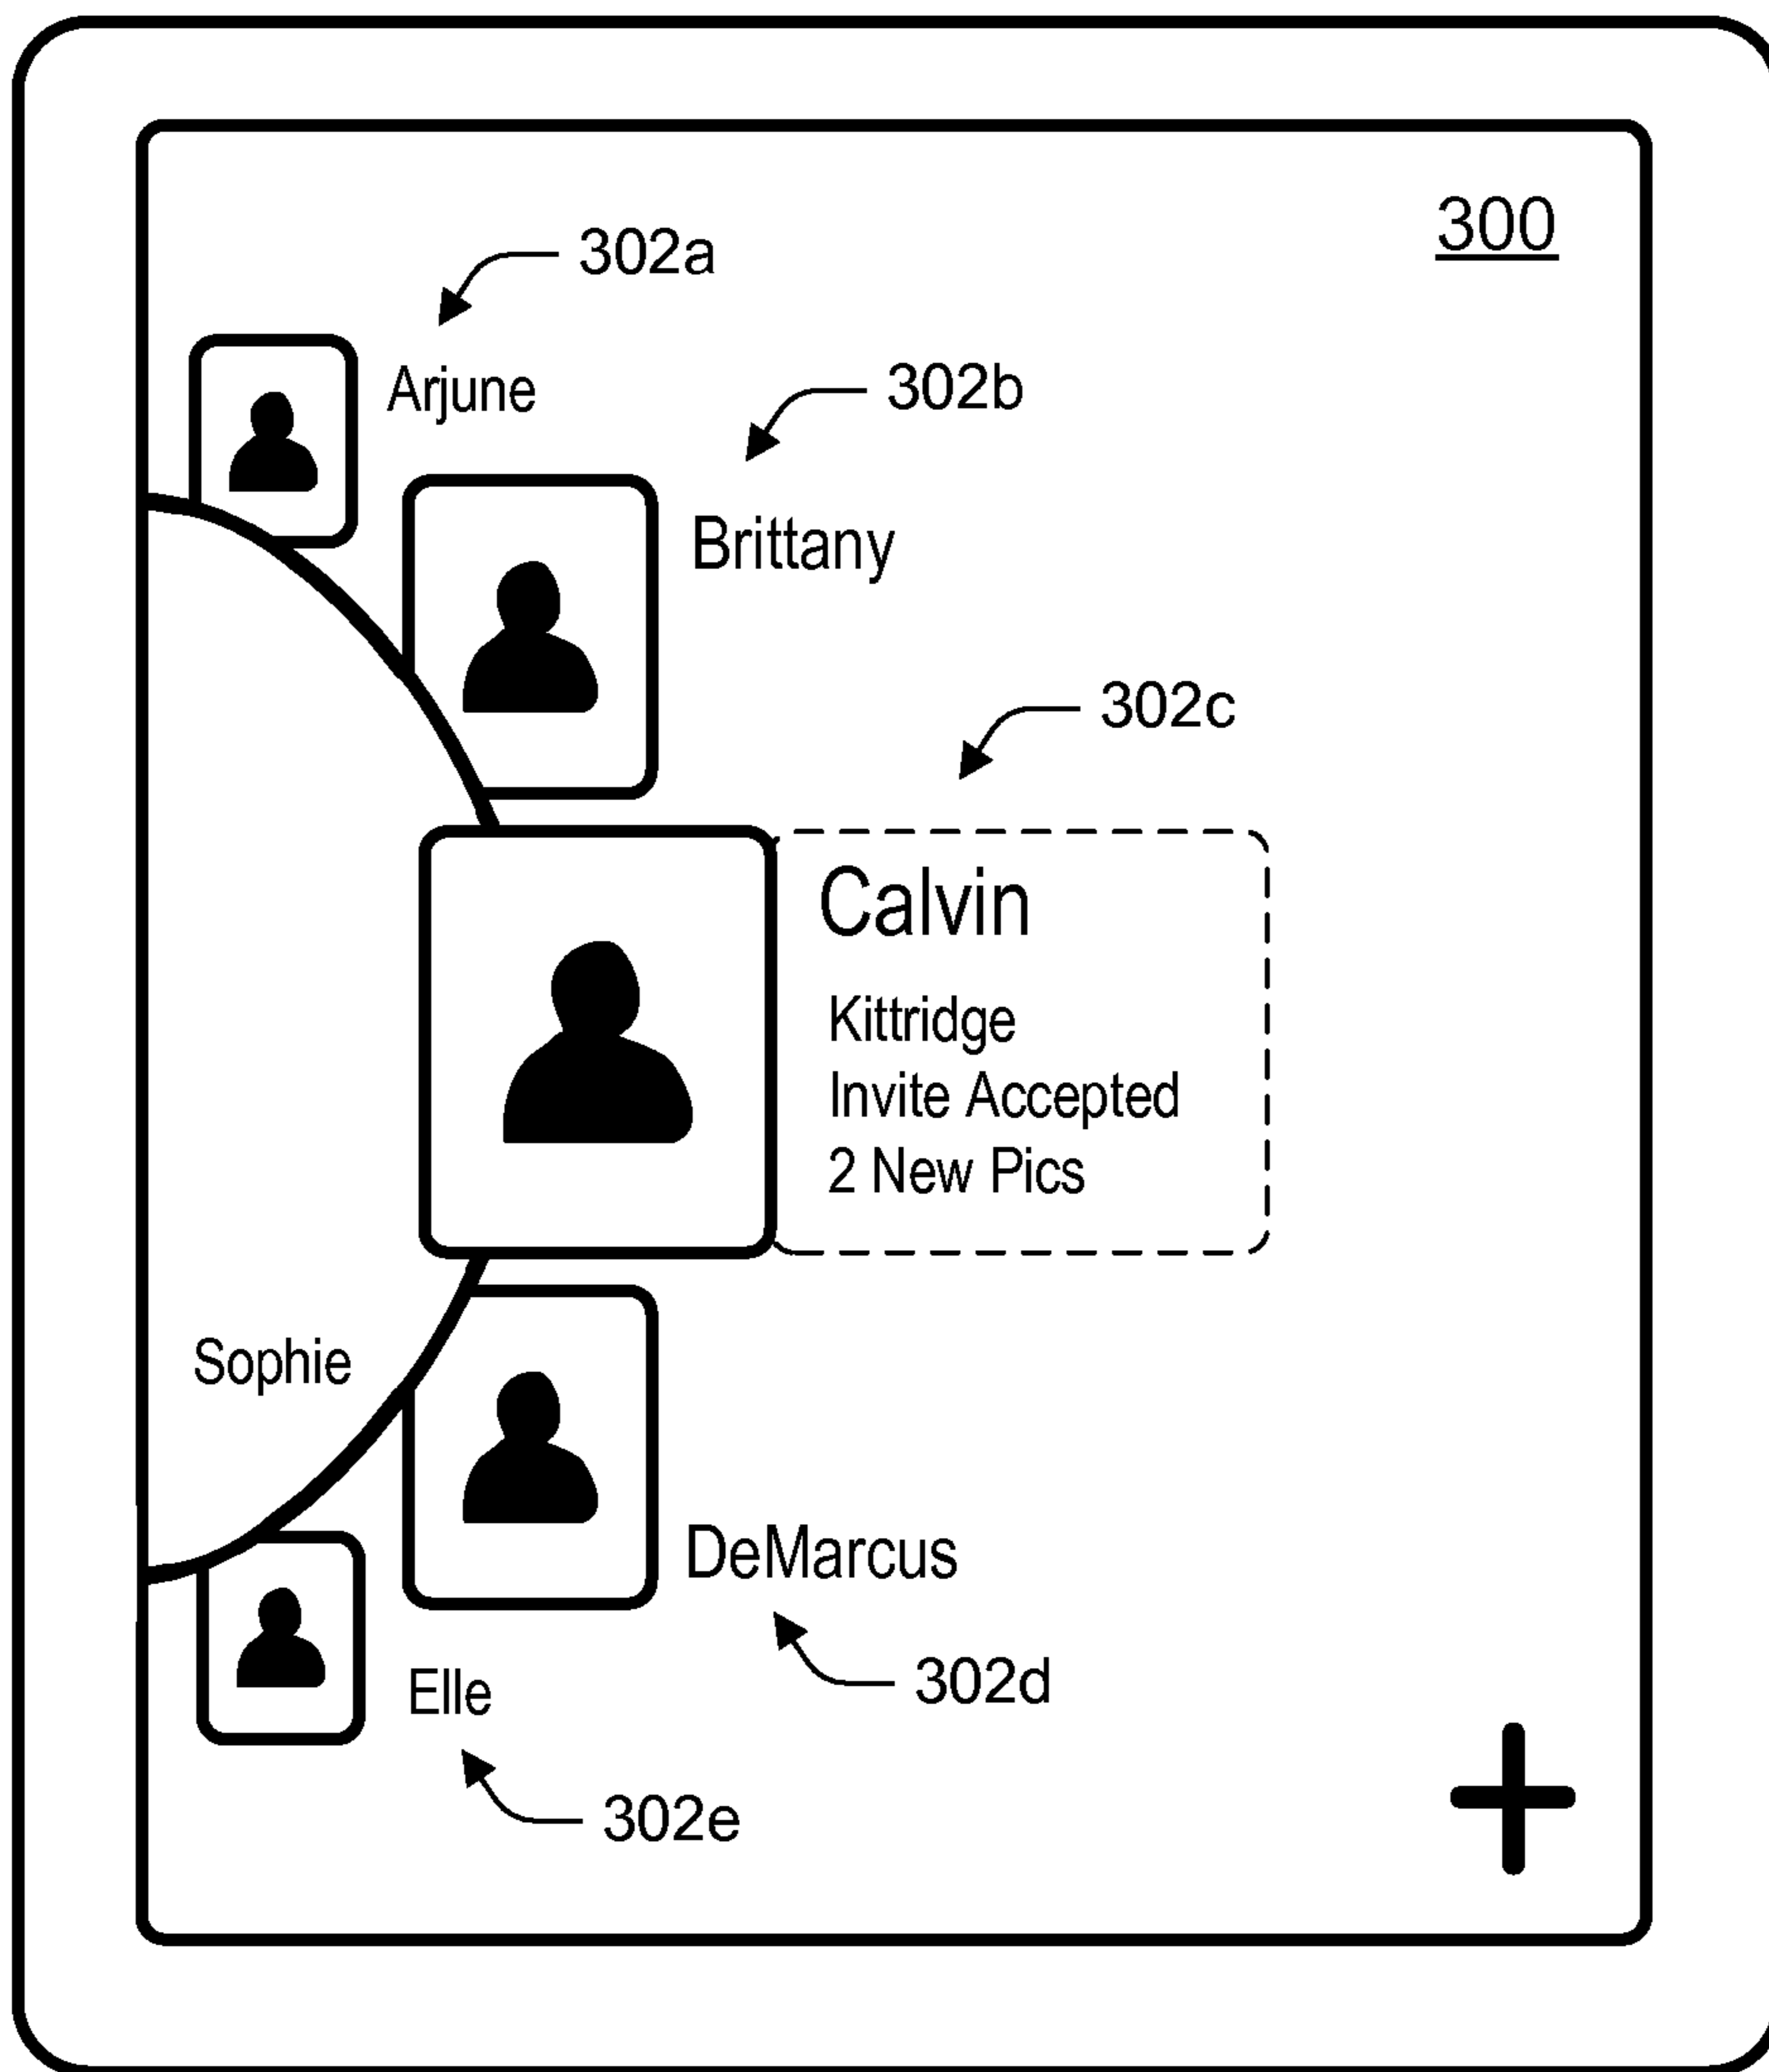 300
302a
Arjune
302b
Brittany
302c
Calvin
Kittridge
Invite Accepted
2 New Pics
Sophie
DeMarcus
302d
Elle
302e